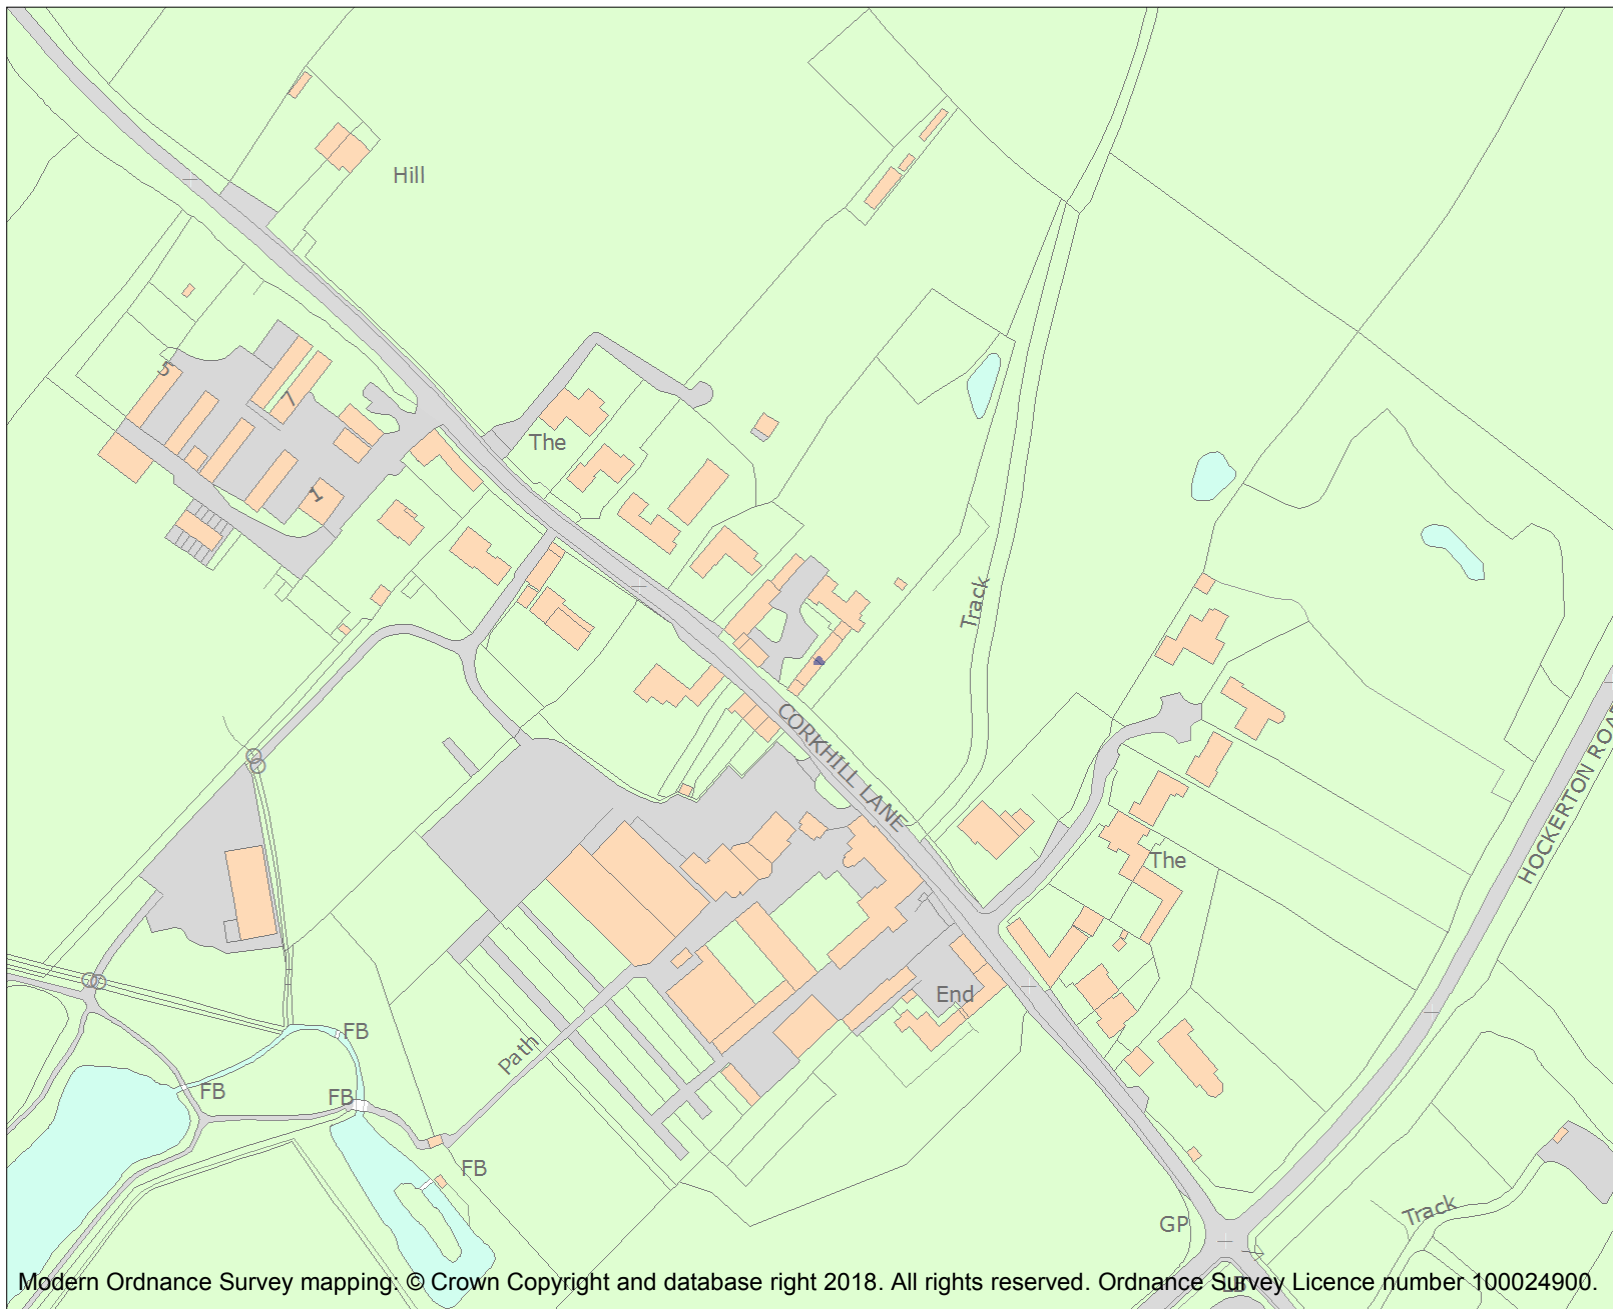 Hill
5
7
The
1
Track
CORKHILL LANE
HOCKERTON ROAD
The
End
Path
FB
FB
FB
FB
Track
GP
LB
Modern Ordnance Survey mapping: © Crown Copyright and database right 2018. All rights reserved. Ordnance Survey Licence number 100024900.